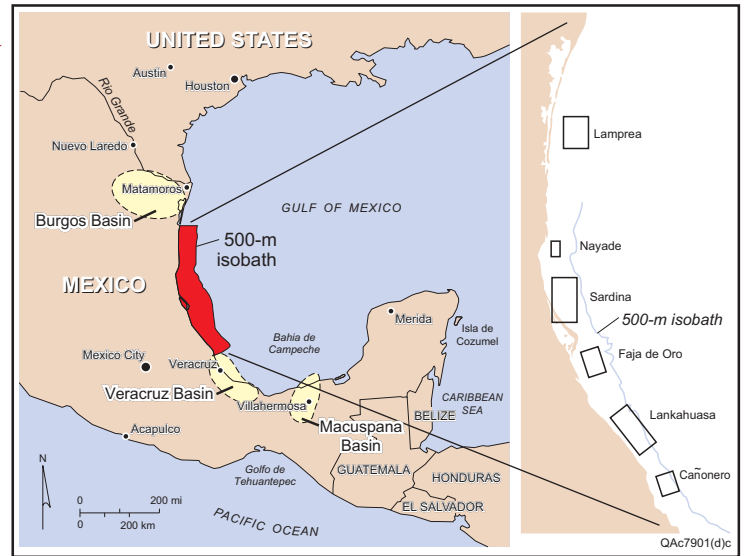 UNITED STATES
Austin
Houston
Rio Grande
Nuevo Laredo
Matamoros
Burgos Basin
GULF OF MEXICO
500-m
isobath
MEXICO
Merida
Isla de
Cozumel
Bahia de
Campeche
Mexico City
Veracruz
Veracruz Basin
Villahermosa
CARIBBEAN
SEA
BELIZE
Macuspana
Basin
Acapulco
GUATEMALA
HONDURAS
Golfo de
Tehuantepec
EL SALVADOR
N
0 200 mi
0 200 km
PACIFIC OCEAN
Lamprea
Nayade
Sardina
500-m isobath
Faja de Oro
Lankahuasa
Cañonero
QAc7901(d)c